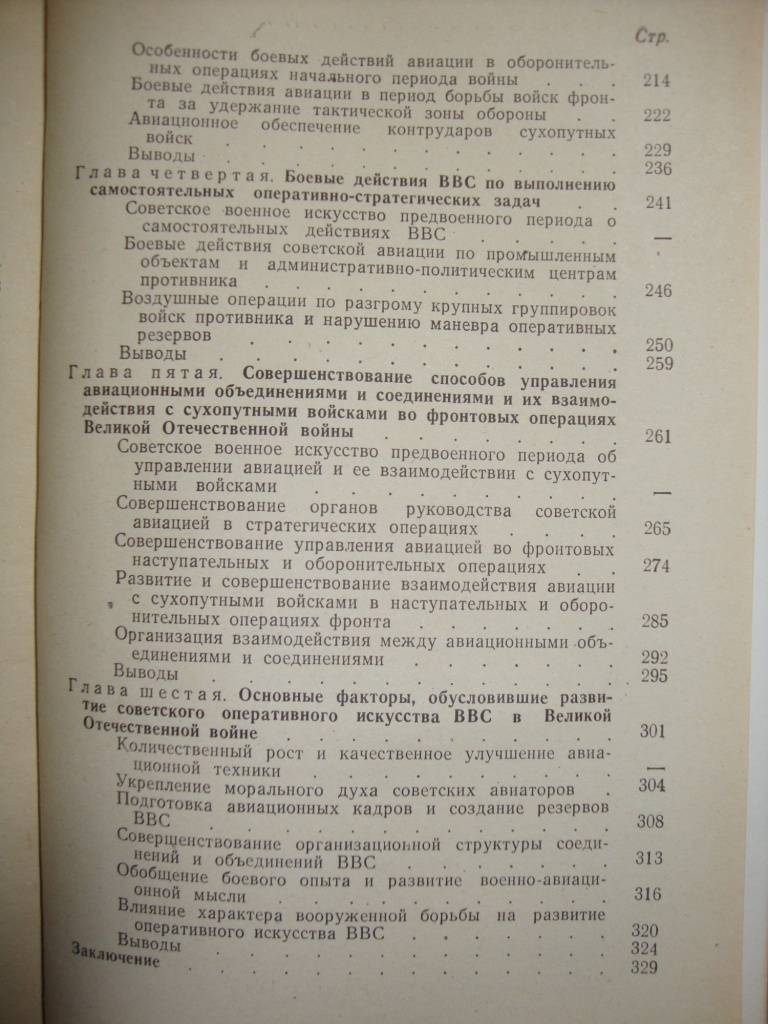 Стр.
Особенности боевых действий авиации в оборонитель-
ных операциях начального периода войны . . . 214
Боевые действия авиации в период борьбы войск фрон-
та за удержание тактической зоны обороны . . 222
Авиационное обеспечение контрударов сухопутных
войск . . . . . . . . . . . 229
Выводы . . . . . . . . . . . 236
Глава четвертая. Боевые действия ВВС по выполнению
самостоятельных оперативно-стратегических задач . . 241
Советское военное искусство предвоенного периода о
самостоятельных действиях ВВС . . . . . —
Боевые действия советской авиации по промышленным
объектам и административно-политическим центрам
противника . . . . . . . . . . 246
Воздушные операции по разгрому крупных группировок
войск противника и нарушению маневра оперативных
резервов . . . . . . . . . . 250
Выводы . . . . . . . . . . . 259
Глава пятая. Совершенствование способов управления
авиационными объединениями и соединениями и их взаимо-
действия с сухопутными войсками во фронтовых операциях
Великой Отечественной войны . . . . . . . 261
Советское военное искусство предвоенного периода об
управлении авиацией и ее взаимодействии с сухопут-
ными войсками . . . . . . . . . —
Совершенствование органов руководства советской
авиацией в стратегических операциях . . . . 265
Совершенствование управления авиацией во фронтовых
наступательных и оборонительных операциях . . 274
Развитие и совершенствование взаимодействия авиации
с сухопутными войсками в наступательных и оборо-
нительных операциях фронта . . . . . . 285
Организация взаимодействия между авиационными объ-
единениями и соединениями . . . . . . 292
Выводы . . . . . . . . . . . 295
Глава шестая. Основные факторы, обусловившие разви-
тие советского оперативного искусства ВВС в Великой
Отечественной войне . . . . . . . . . 301
Количественный рост и качественное улучшение авиа-
ционной техники . . . . . . . . . —
Укрепление морального духа советских авиаторов . 304
Подготовка авиационных кадров и создание резервов
ВВС . . . . . . . . . . . . 308
Совершенствование организационной структуры соеди-
нений и объединений ВВС . . . . . . 313
Обобщение боевого опыта и развитие военно-авиаци-
онной мысли . . . . . . . . . . 316
Влияние характера вооруженной борьбы на развитие
оперативного искусства ВВС . . . . . . 320
Выводы . . . . . . . . . . . 324
Заключение . . . . . . . . . . . 329